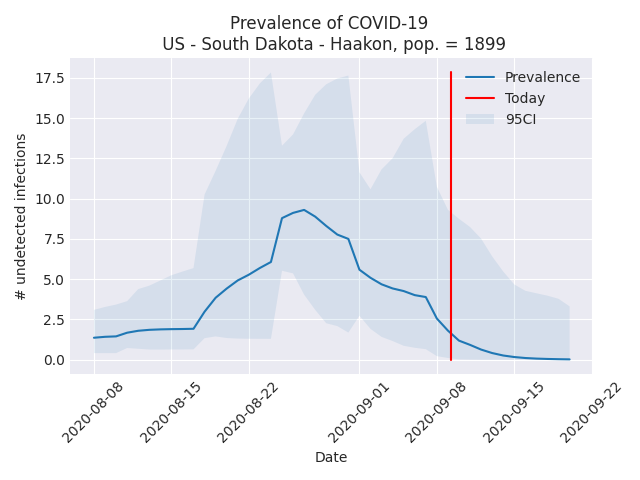 Prevalence of COVID-19
US - South Dakota - Haakon, pop. = 1899
17.5
15.0
12.5
10.0
7.5
5.0
2.5
0.0
# undetected infections
Prevalence
Today
95CI
2020-08-08
2020-08-15
2020-08-22
2020-09-01
2020-09-08
2020-09-15
2020-09-22
Date